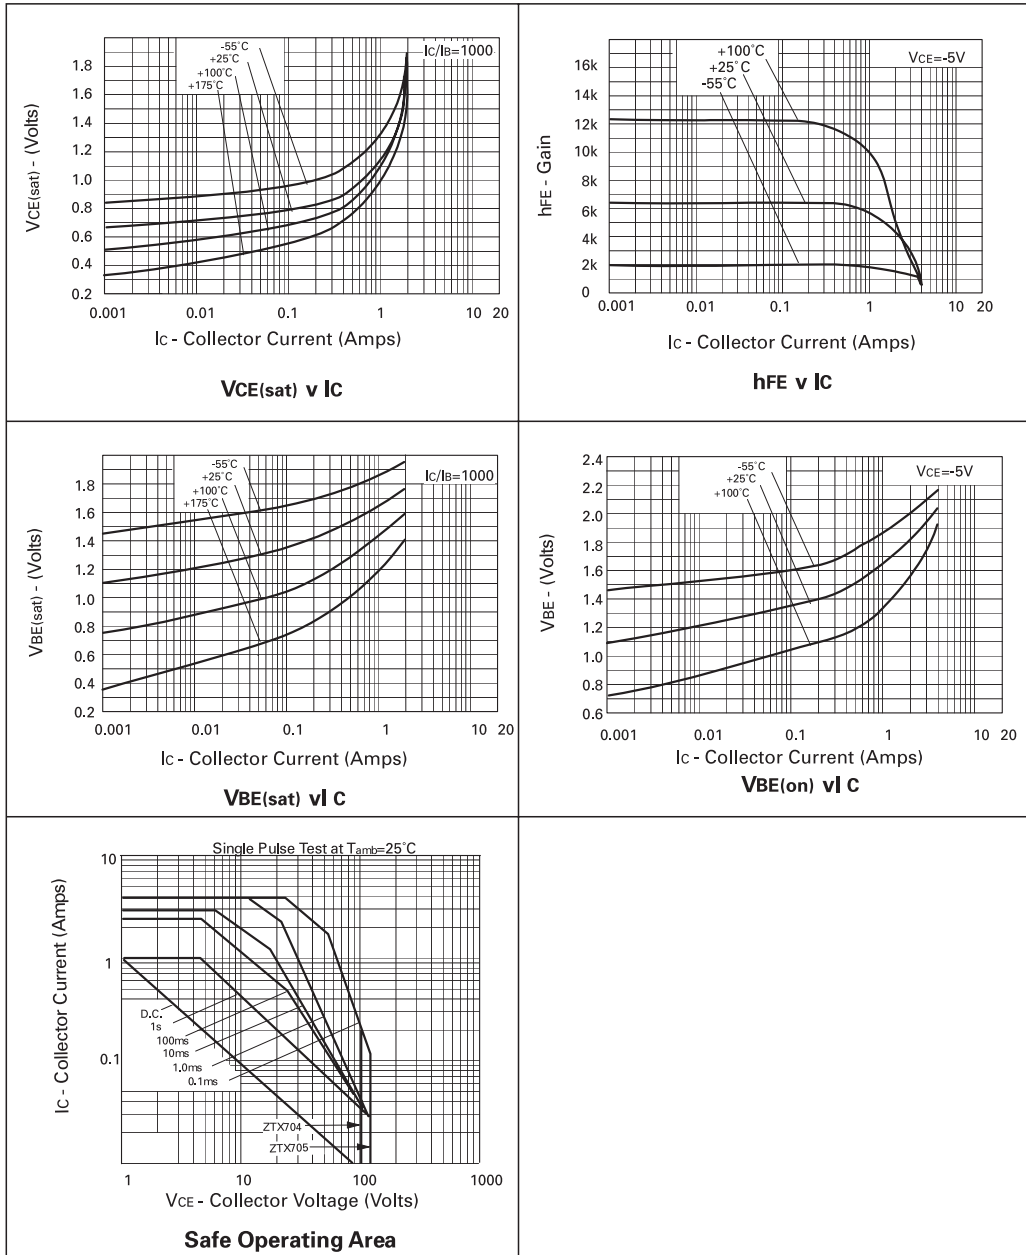 -55°C
+25°C
+100°C
+175°C
IC/IB=1000
1.8
1.6
1.4
1.2
1.0
0.8
0.6
0.4
0.2
VCE(sat) - (Volts)
0.001 0.01 0.1 1 10 20
IC - Collector Current (Amps)
VCE(sat) v IC
+100°C
+25°C
-55°C
VCE=-5V
16k
14k
12k
10k
8k
6k
4k
2k
0
hFE - Gain
0.001 0.01 0.1 1 10 20
IC - Collector Current (Amps)
hFE v IC
-55°C
+25°C
+100°C
+175°C
IC/IB=1000
1.8
1.6
1.4
1.2
1.0
0.8
0.6
0.4
0.2
VBE(sat) - (Volts)
0.001 0.01 0.1 1 10 20
IC - Collector Current (Amps)
VBE(sat) vI C
-55°C
+25°C
+100°C
VCE=-5V
2.4
2.2
2.0
1.8
1.6
1.4
1.2
1.0
0.8
0.6
VBE - (Volts)
0.001 0.01 0.1 1 10 20
IC - Collector Current (Amps)
VBE(on) vI C
Single Pulse Test at Tamb=25°C
10
1
0.1
IC - Collector Current (Amps)
D.C.
1s
100ms
10ms
1.0ms
0.1ms
ZTX704
ZTX705
1 10 100 1000
VCE - Collector Voltage (Volts)
Safe Operating Area